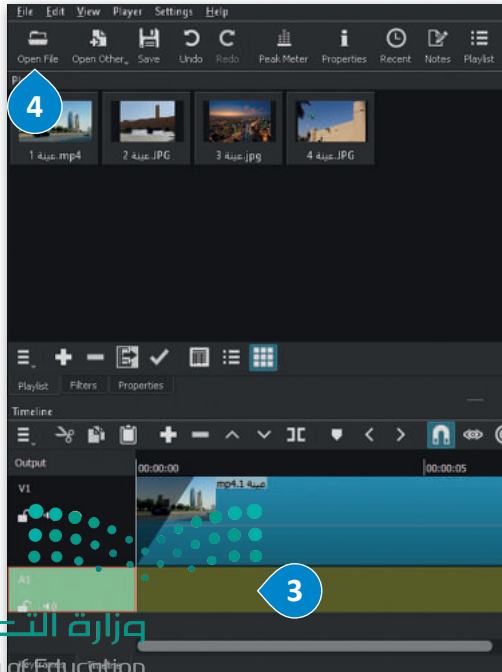 File Edit View Player Settings Help
Open File Open Other... Save Undo Redo Peak Meter Properties Recent Notes Playlist
4
عينة 1.mp4 عينة 2.JPG عينة 3.jpg عينة 4.JPG
Playlist Filters Properties
Timeline
Output 00:00:00 00:00:05
V1 عينة 1.mp4
A1
3
وزارة التـ
Timeline